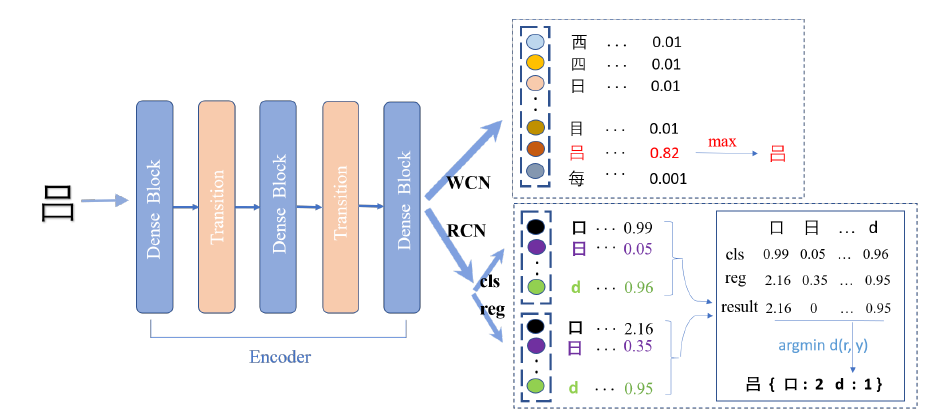 吕
Dense Block
Transition
Dense Block
Transition
Dense Block
Encoder
WCN
RCN
cls
reg
西 ... 0.01
四 ... 0.01
日 ... 0.01
目 ... 0.01
吕 ... 0.82
每 ... 0.001
max
吕
口 ... 0.99
日 ... 0.05
d ... 0.96
口 ... 2.16
日 ... 0.35
d ... 0.95
口 日 ... d
cls 0.99 0.05 ... 0.96
reg 2.16 0.35 ... 0.95
result 2.16 0 ... 0.95
argmin d(r, y)
吕 { 口 : 2 d : 1 }